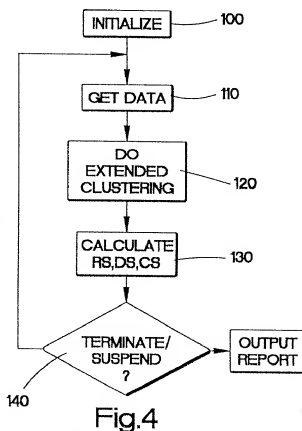 INITIALIZE
100
GET DATA
110
DO
EXTENDED
CLUSTERING
120
CALCULATE
RS,DS,CS
130
TERMINATE/
SUSPEND
?
140
OUTPUT
REPORT
Fig.4